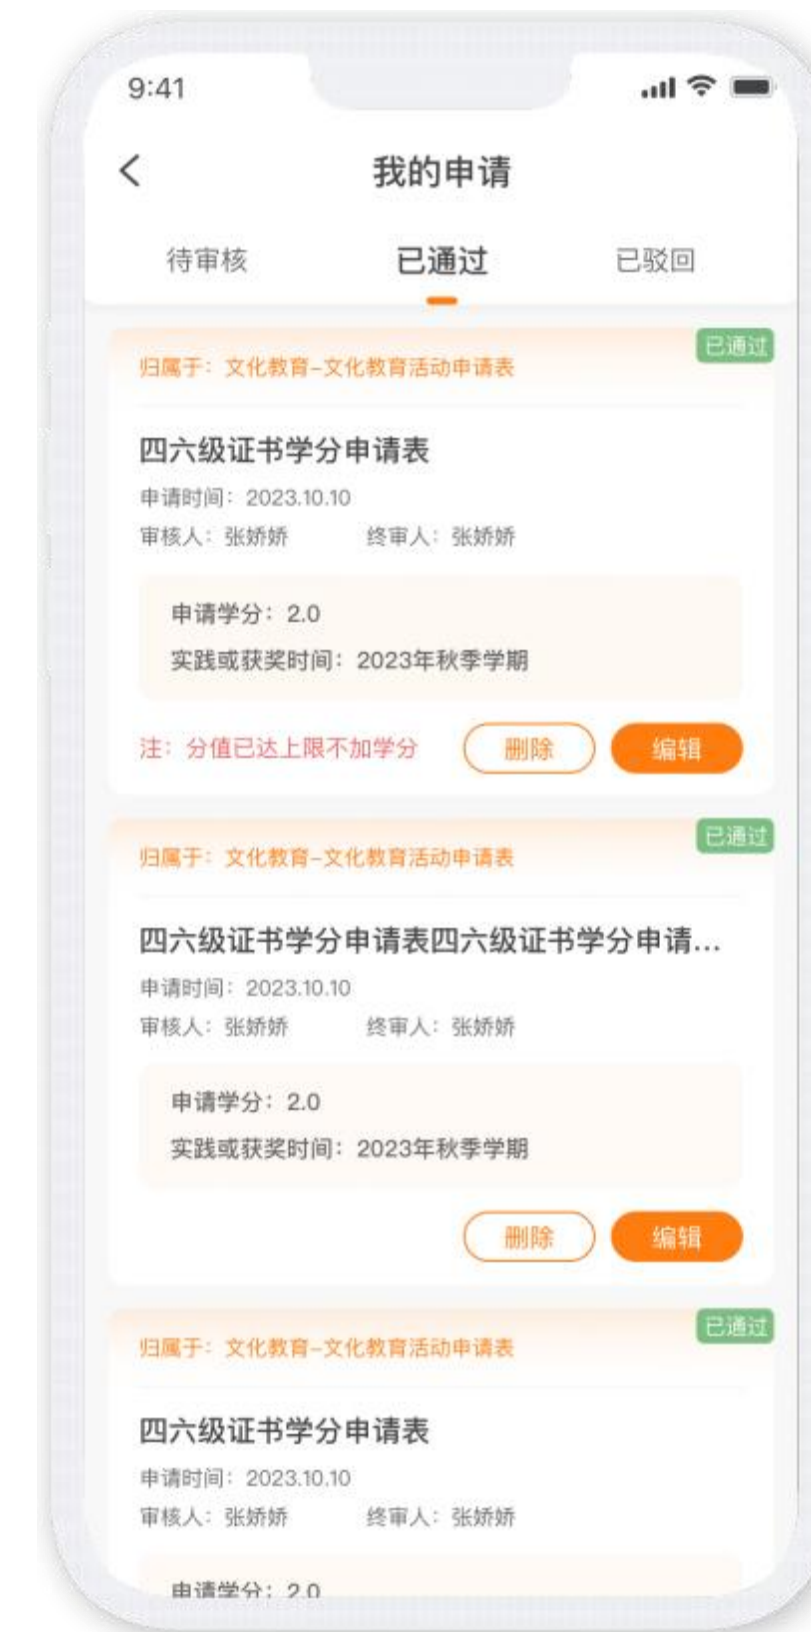 9:41
我的申请
待审核 已通过 已驳回
已通过
归属于：文化教育-文化教育活动申请表
四六级证书学分申请表
申请时间：2023.10.10
审核人：张娇娇 终审人：张娇娇
申请学分：2.0
实践或获奖时间：2023年秋季学期
注：分值已达上限不加学分 删除 编辑
已通过
归属于：文化教育-文化教育活动申请表
四六级证书学分申请表四六级证书学分申请...
申请时间：2023.10.10
审核人：张娇娇 终审人：张娇娇
申请学分：2.0
实践或获奖时间：2023年秋季学期
删除 编辑
已通过
归属于：文化教育-文化教育活动申请表
四六级证书学分申请表
申请时间：2023.10.10
审核人：张娇娇 终审人：张娇娇
申请学分：2.0